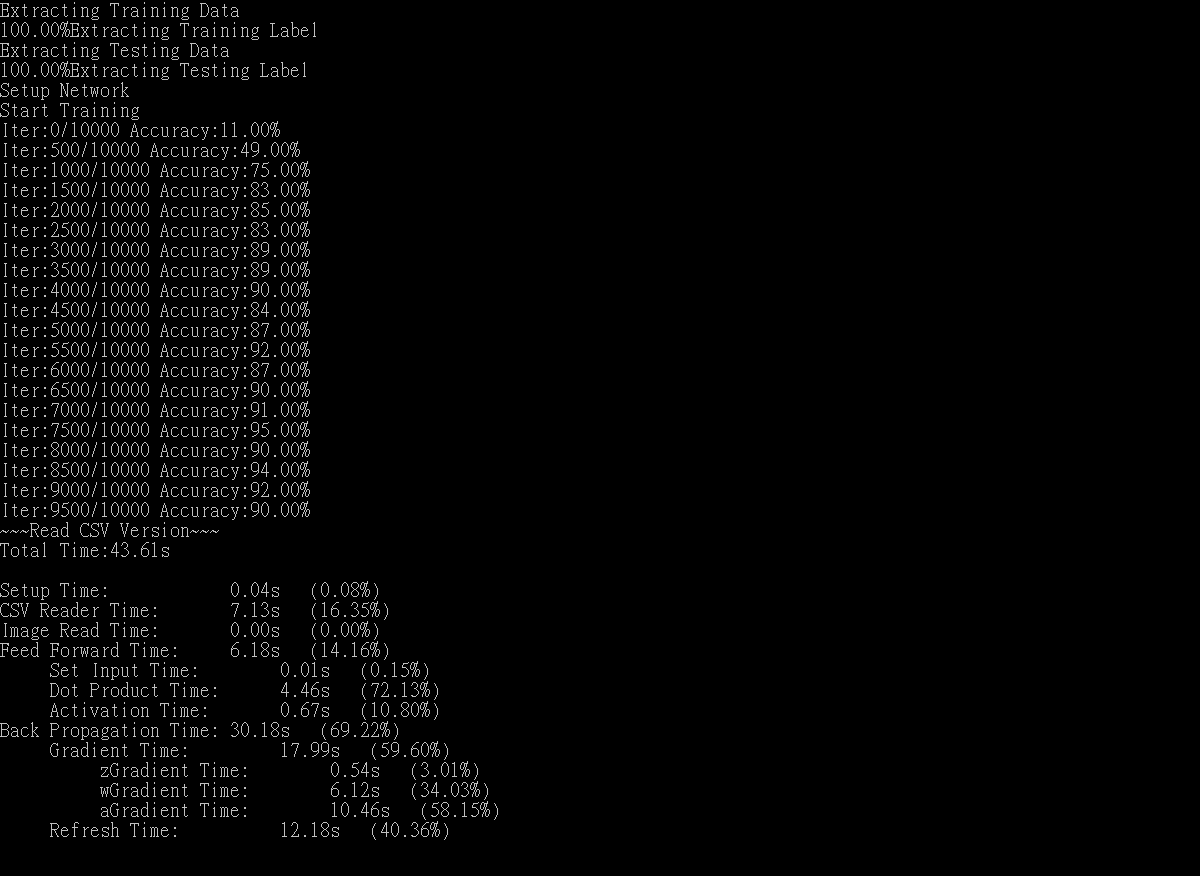 Extracting Training Data
100.00%Extracting Training Label
Extracting Testing Data
100.00%Extracting Testing Label
Setup Network
Start Training
Iter:0/10000 Accuracy:11.00%
Iter:500/10000 Accuracy:49.00%
Iter:1000/10000 Accuracy:75.00%
Iter:1500/10000 Accuracy:83.00%
Iter:2000/10000 Accuracy:85.00%
Iter:2500/10000 Accuracy:83.00%
Iter:3000/10000 Accuracy:89.00%
Iter:3500/10000 Accuracy:89.00%
Iter:4000/10000 Accuracy:90.00%
Iter:4500/10000 Accuracy:84.00%
Iter:5000/10000 Accuracy:87.00%
Iter:5500/10000 Accuracy:92.00%
Iter:6000/10000 Accuracy:87.00%
Iter:6500/10000 Accuracy:90.00%
Iter:7000/10000 Accuracy:91.00%
Iter:7500/10000 Accuracy:95.00%
Iter:8000/10000 Accuracy:90.00%
Iter:8500/10000 Accuracy:94.00%
Iter:9000/10000 Accuracy:92.00%
Iter:9500/10000 Accuracy:90.00%
~~~Read CSV Version~~~
Total Time:43.61s
Setup Time: 0.04s (0.08%)
CSV Reader Time: 7.13s (16.35%)
Image Read Time: 0.00s (0.00%)
Feed Forward Time: 6.18s (14.16%)
Set Input Time: 0.01s (0.15%)
Dot Product Time: 4.46s (72.13%)
Activation Time: 0.67s (10.80%)
Back Propagation Time: 30.18s (69.22%)
Gradient Time: 17.99s (59.60%)
zGradient Time: 0.54s (3.01%)
wGradient Time: 6.12s (34.03%)
aGradient Time: 10.46s (58.15%)
Refresh Time: 12.18s (40.36%)